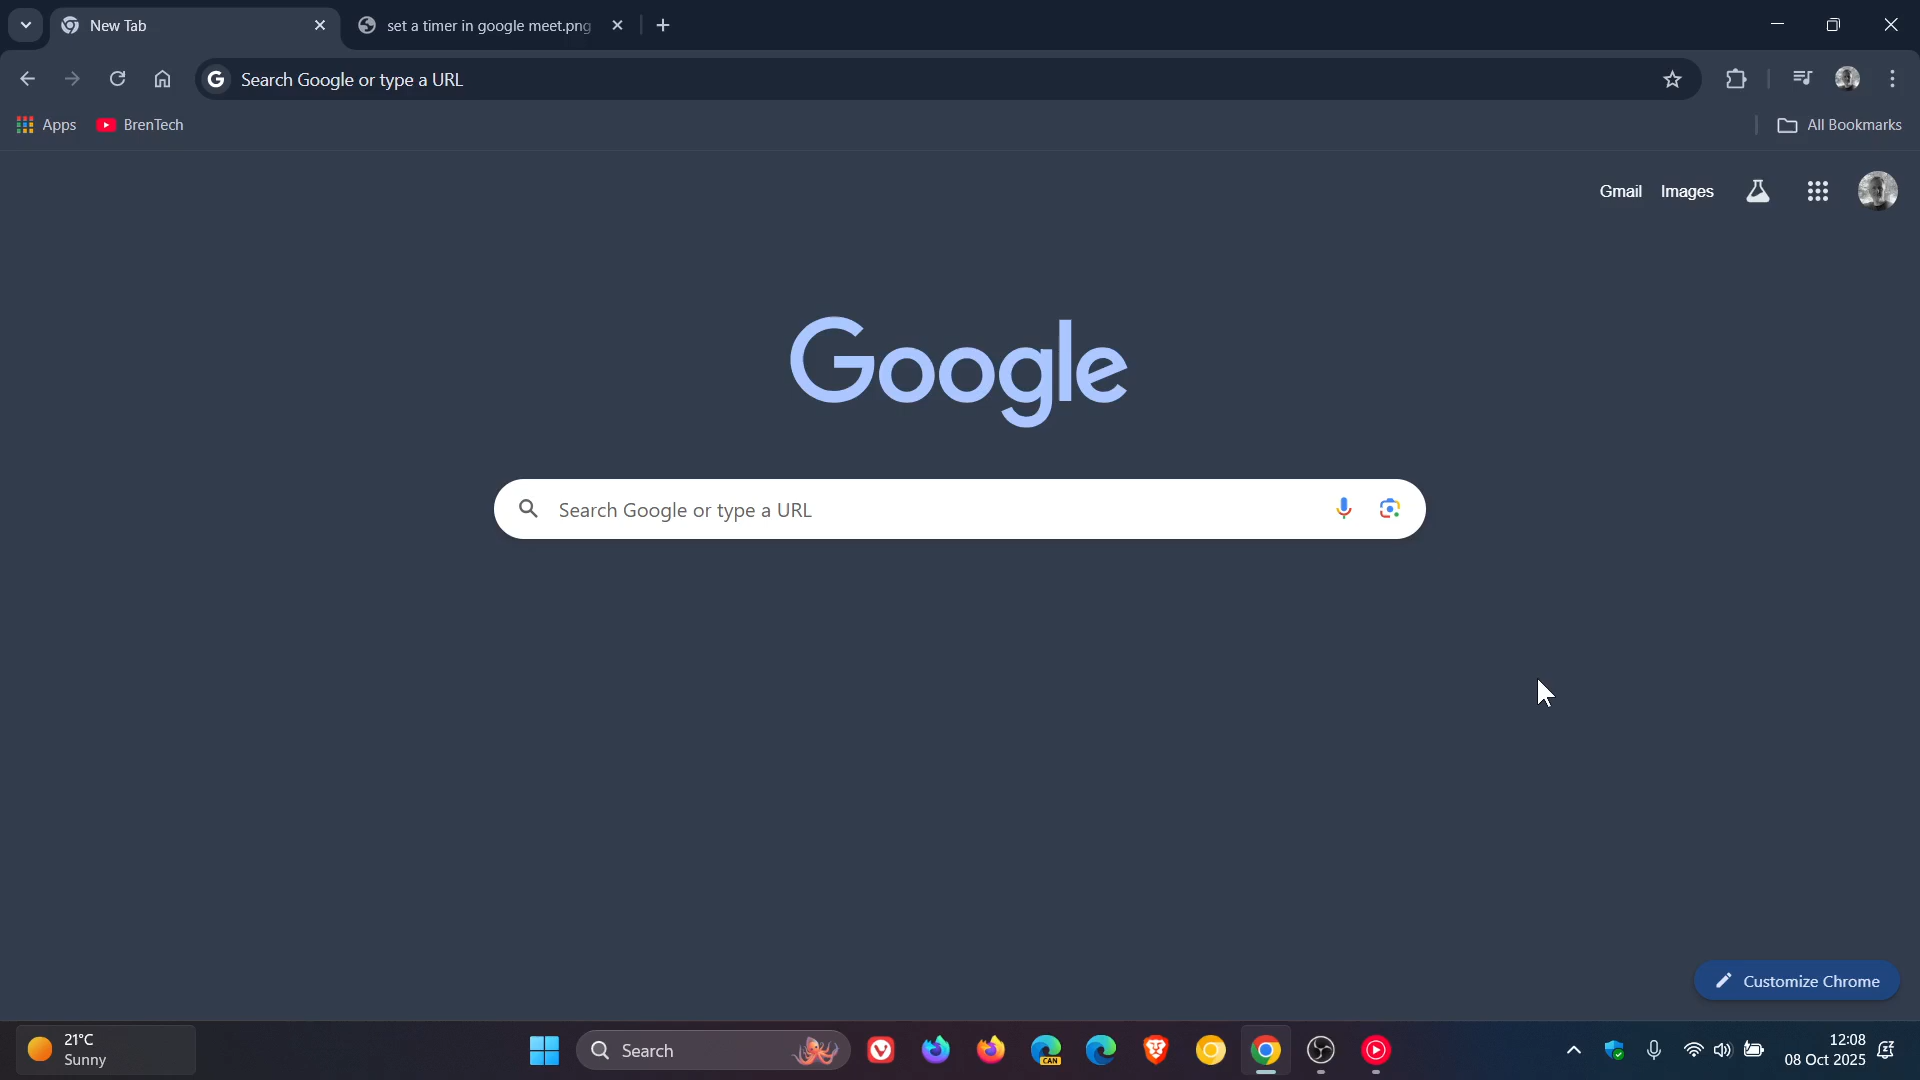 New Tab
set a timer in google meet.png
Search Google or type a URL
Apps
BrenTech
All Bookmarks
Gmail
Images
Google
Search Google or type a URL
Customize Chrome
21°C
Sunny
Search
CAN
12:08
08 Oct 2025